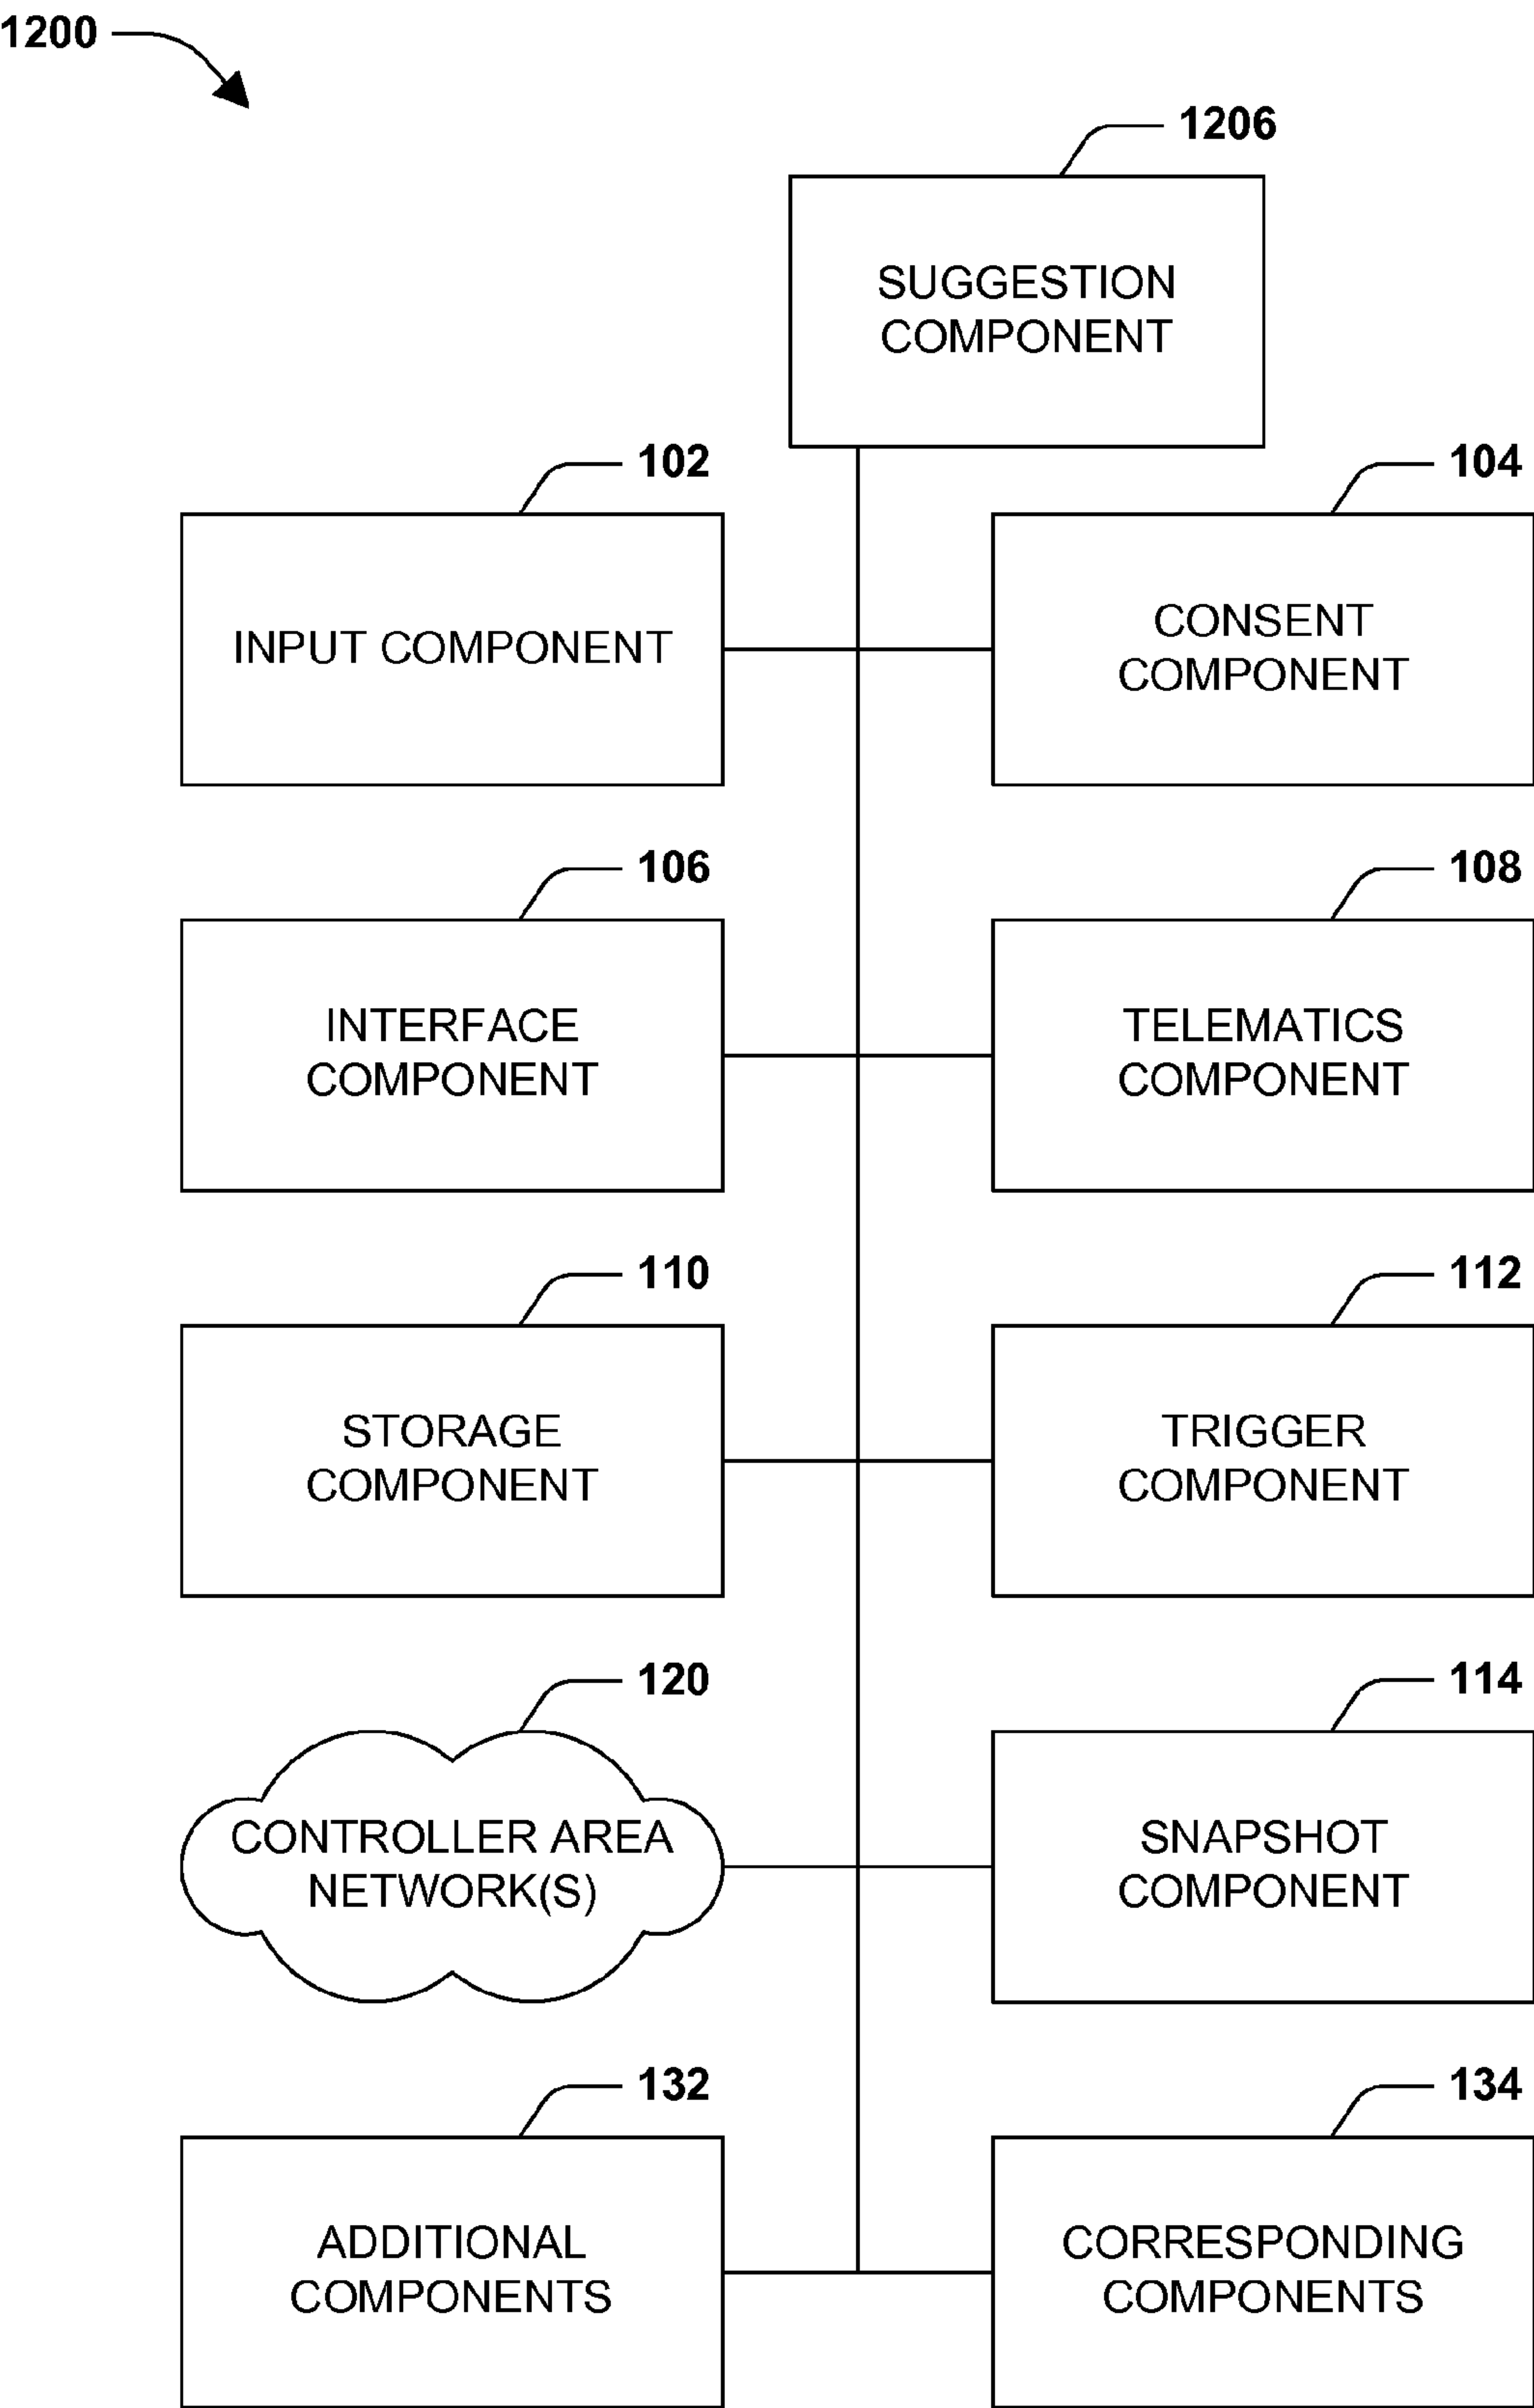 1200
1206
SUGGESTION
COMPONENT
102
104
INPUT COMPONENT
CONSENT
COMPONENT
106
108
INTERFACE
COMPONENT
TELEMATICS
COMPONENT
110
112
STORAGE
COMPONENT
TRIGGER
COMPONENT
120
114
CONTROLLER AREA
NETWORK(S)
SNAPSHOT
COMPONENT
132
134
ADDITIONAL
COMPONENTS
CORRESPONDING
COMPONENTS